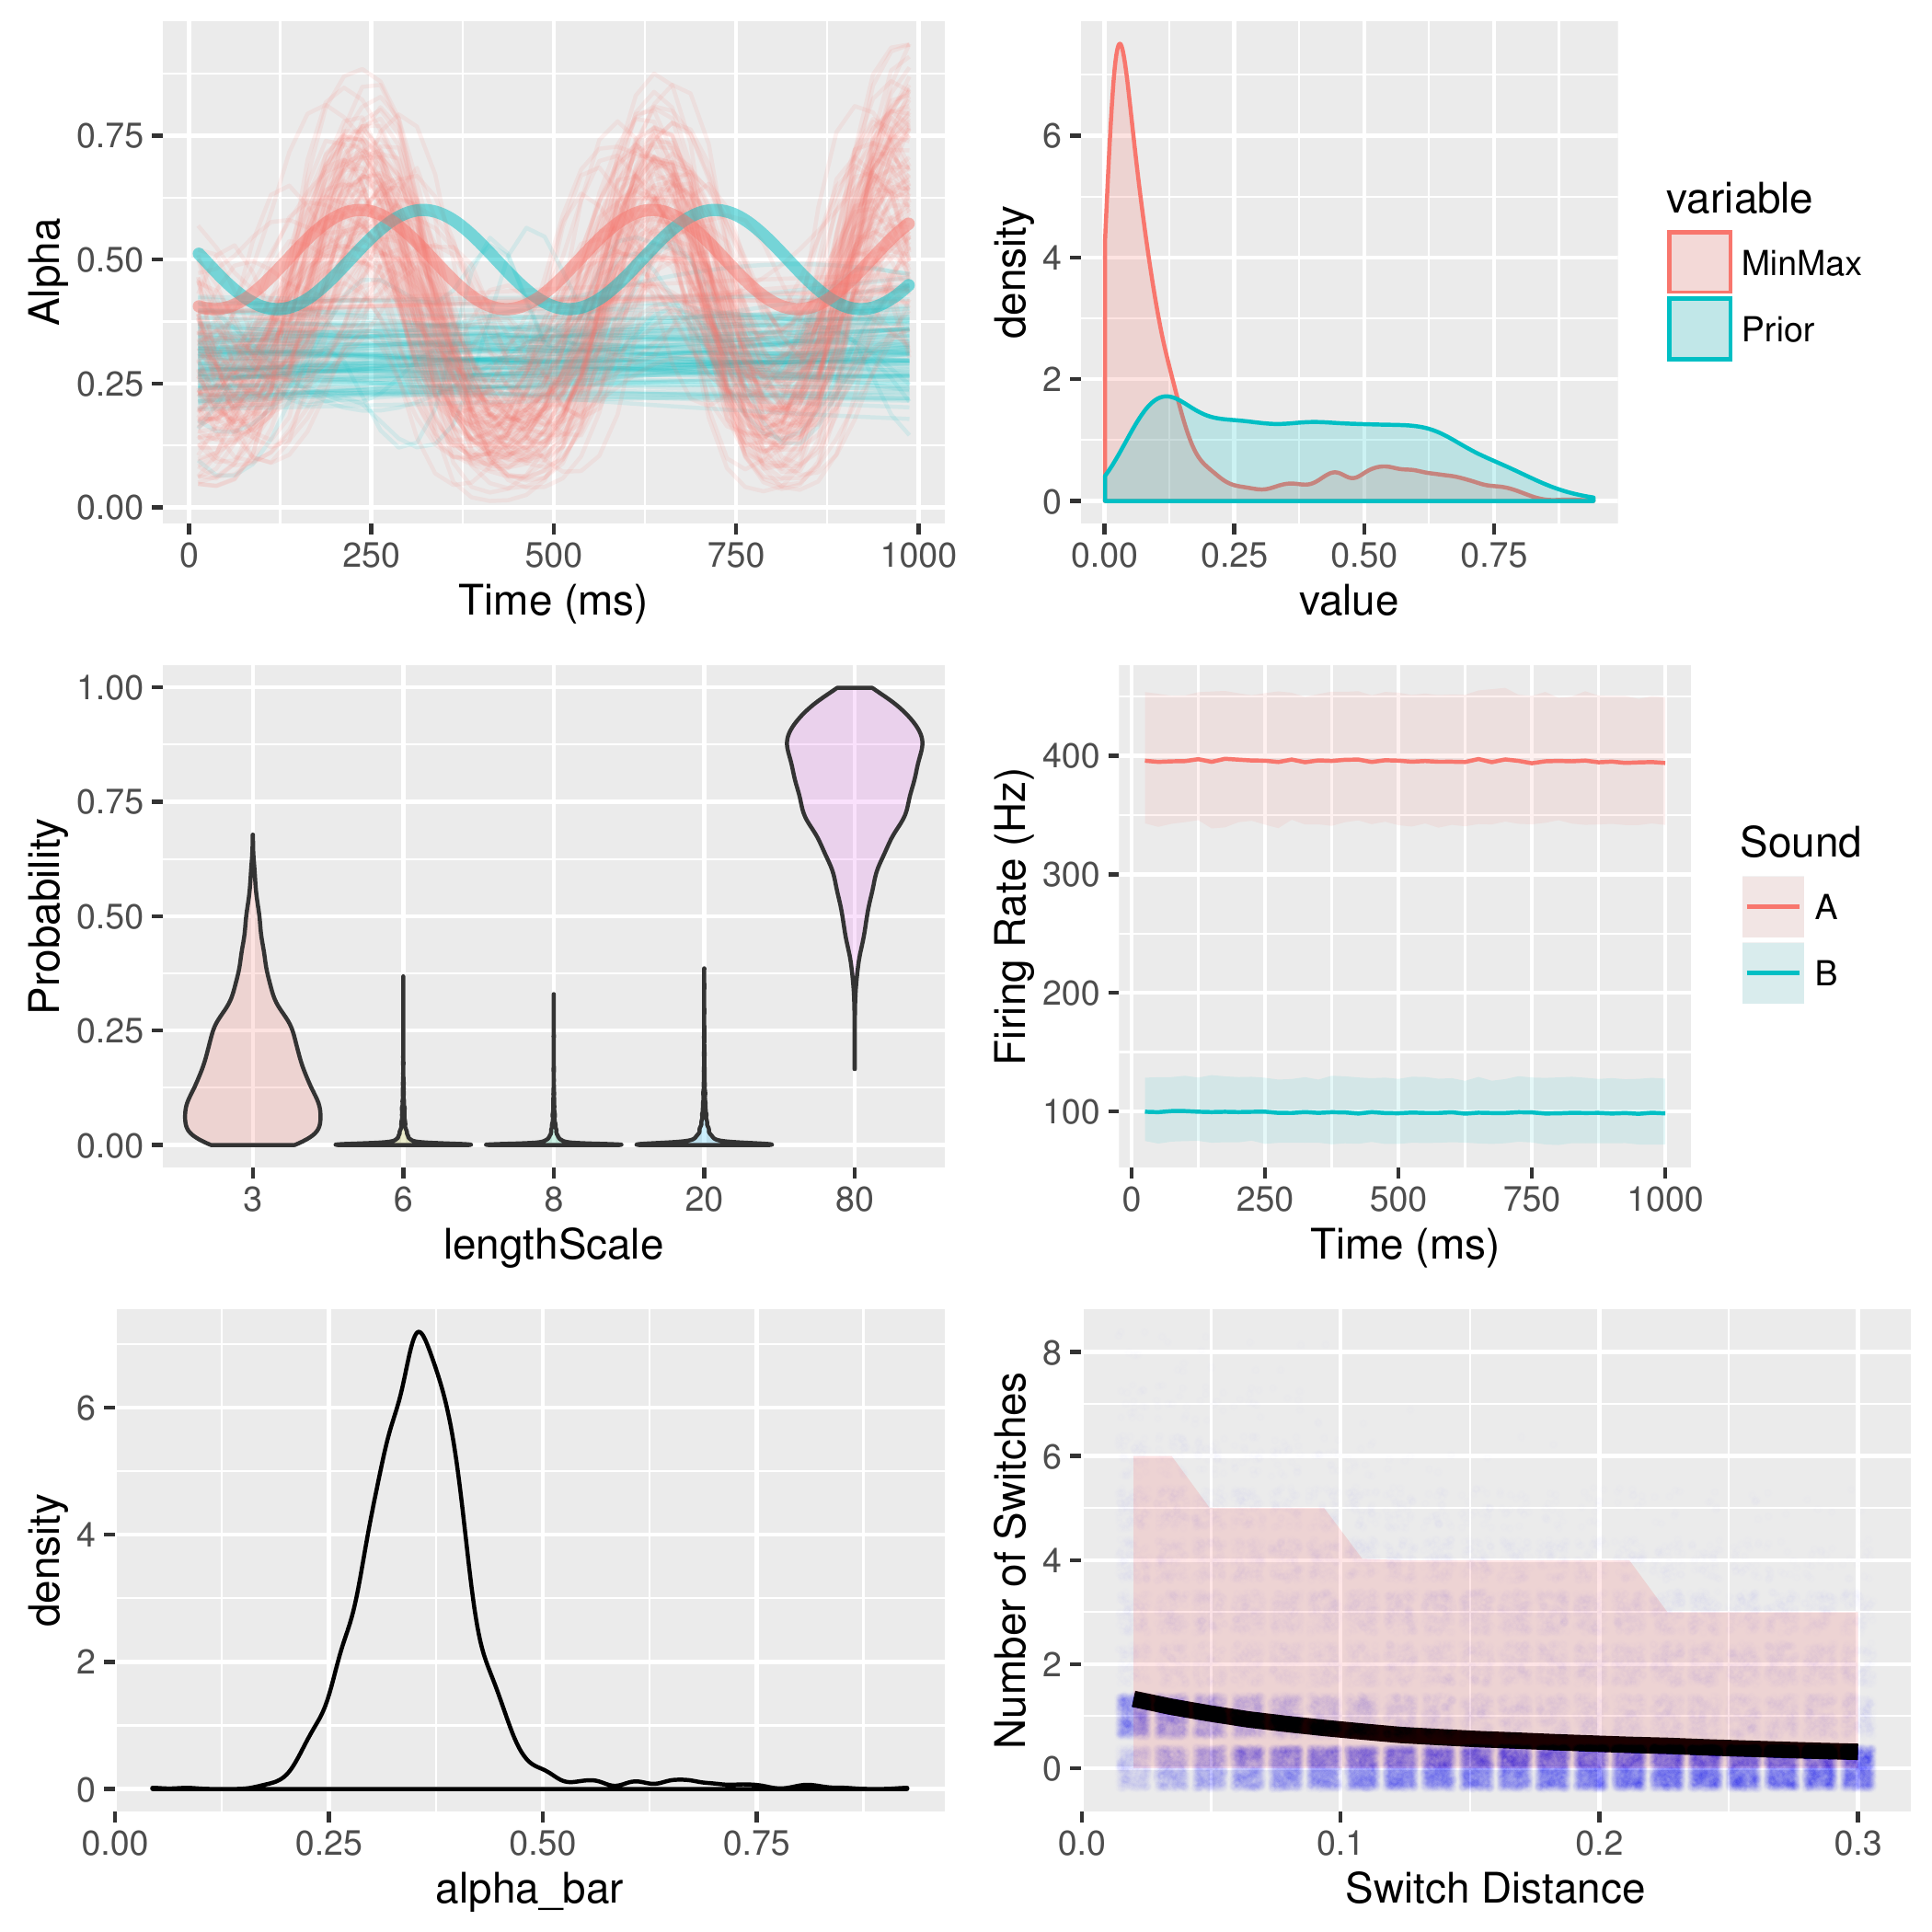 Alpha
0.75
0.50
0.25
0.00
0 250 500 750 1000
Time (ms)
density
6
4
2
0
0.00 0.25 0.50 0.75
value
variable
MinMax
Prior
Probability
1.00
0.75
0.50
0.25
0.00
3 6 8 20 80
lengthScale
Firing Rate (Hz)
400
300
200
100
0 250 500 750 1000
Time (ms)
Sound
A
B
density
6
4
2
0
0.00 0.25 0.50 0.75
alpha_bar
Number of Switches
8
6
4
2
0
0.0 0.1 0.2 0.3
Switch Distance